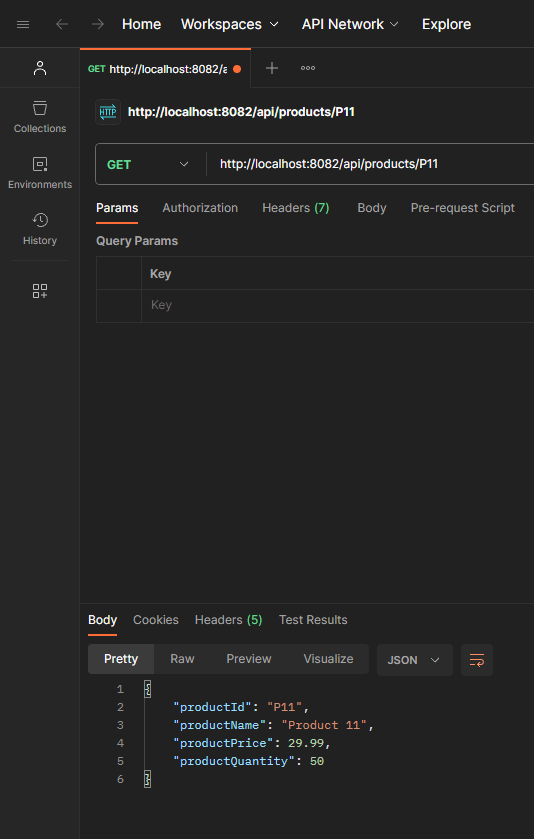 Home Workspaces API Network Explore
GET http://localhost:8082/a
Collections
Environments
History
HTTP http://localhost:8082/api/products/P11
GET http://localhost:8082/api/products/P11
Params Authorization Headers (7) Body Pre-request Script
Query Params
Key
Key
Body Cookies Headers (5) Test Results
Pretty Raw Preview Visualize JSON
1 {
2 "productId": "P11",
3 "productName": "Product 11",
4 "productPrice": 29.99,
5 "productQuantity": 50
6 }